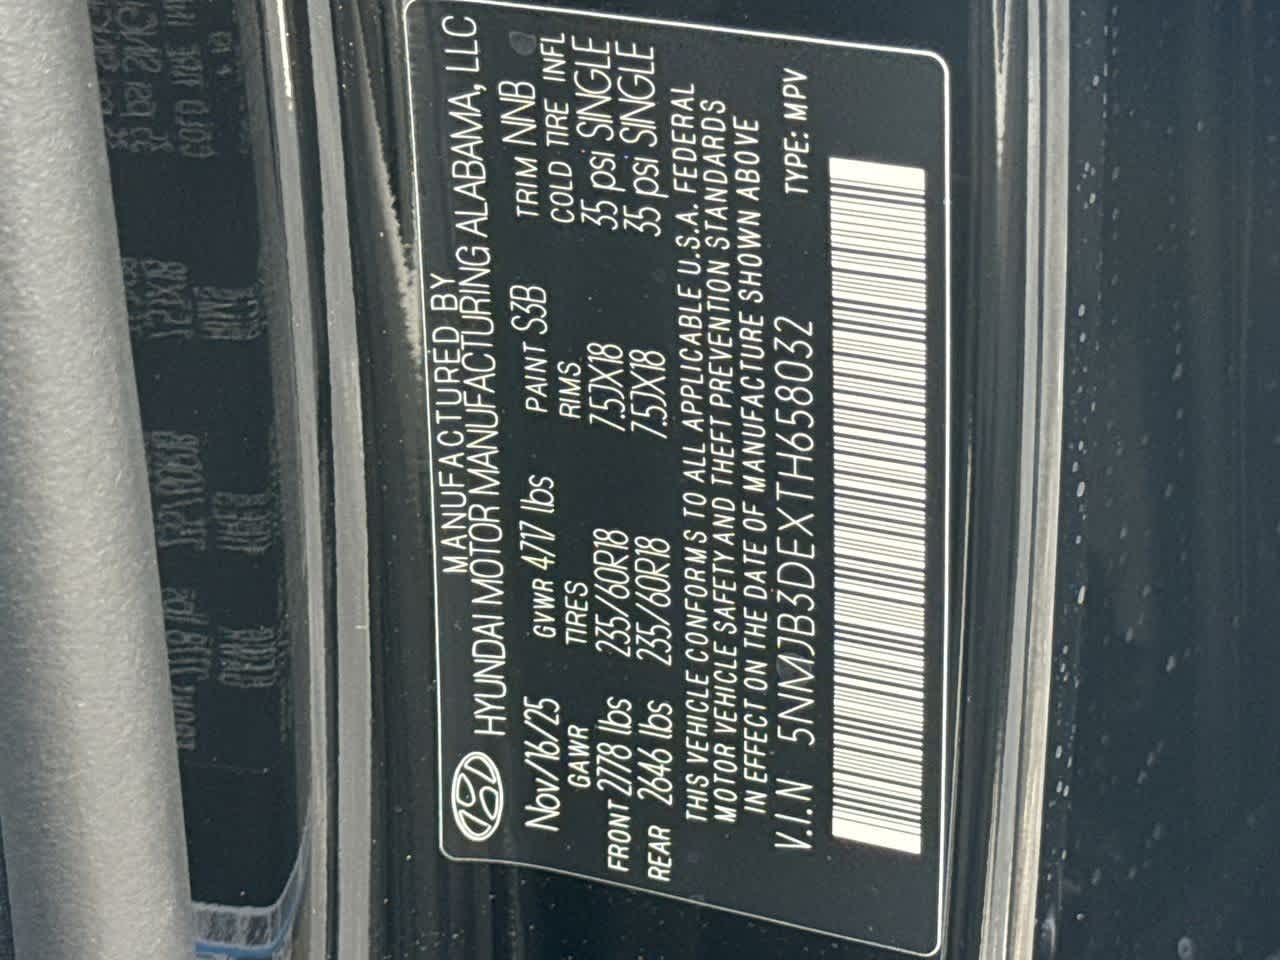 MANUFACTURED BY
HYUNDAI MOTOR MANUFACTURING ALABAMA, LLC
Nov/16/25 GVWR 4717 lbs PAINT S3B TRIM NNB
GAWR TIRES RIMS COLD TIRE INFL
FRONT 2778 lbs 235/60R18 7.5JX18 35 psi SINGLE
REAR 2646 lbs 235/60R18 7.5JX18 35 psi SINGLE
THIS VEHICLE CONFORMS TO ALL APPLICABLE U.S.A. FEDERAL
MOTOR VEHICLE SAFETY AND THEFT PREVENTION STANDARDS
IN EFFECT ON THE DATE OF MANUFACTURE SHOWN ABOVE
V.I.N 5NMJB3DEXTH658032 TYPE: MPV